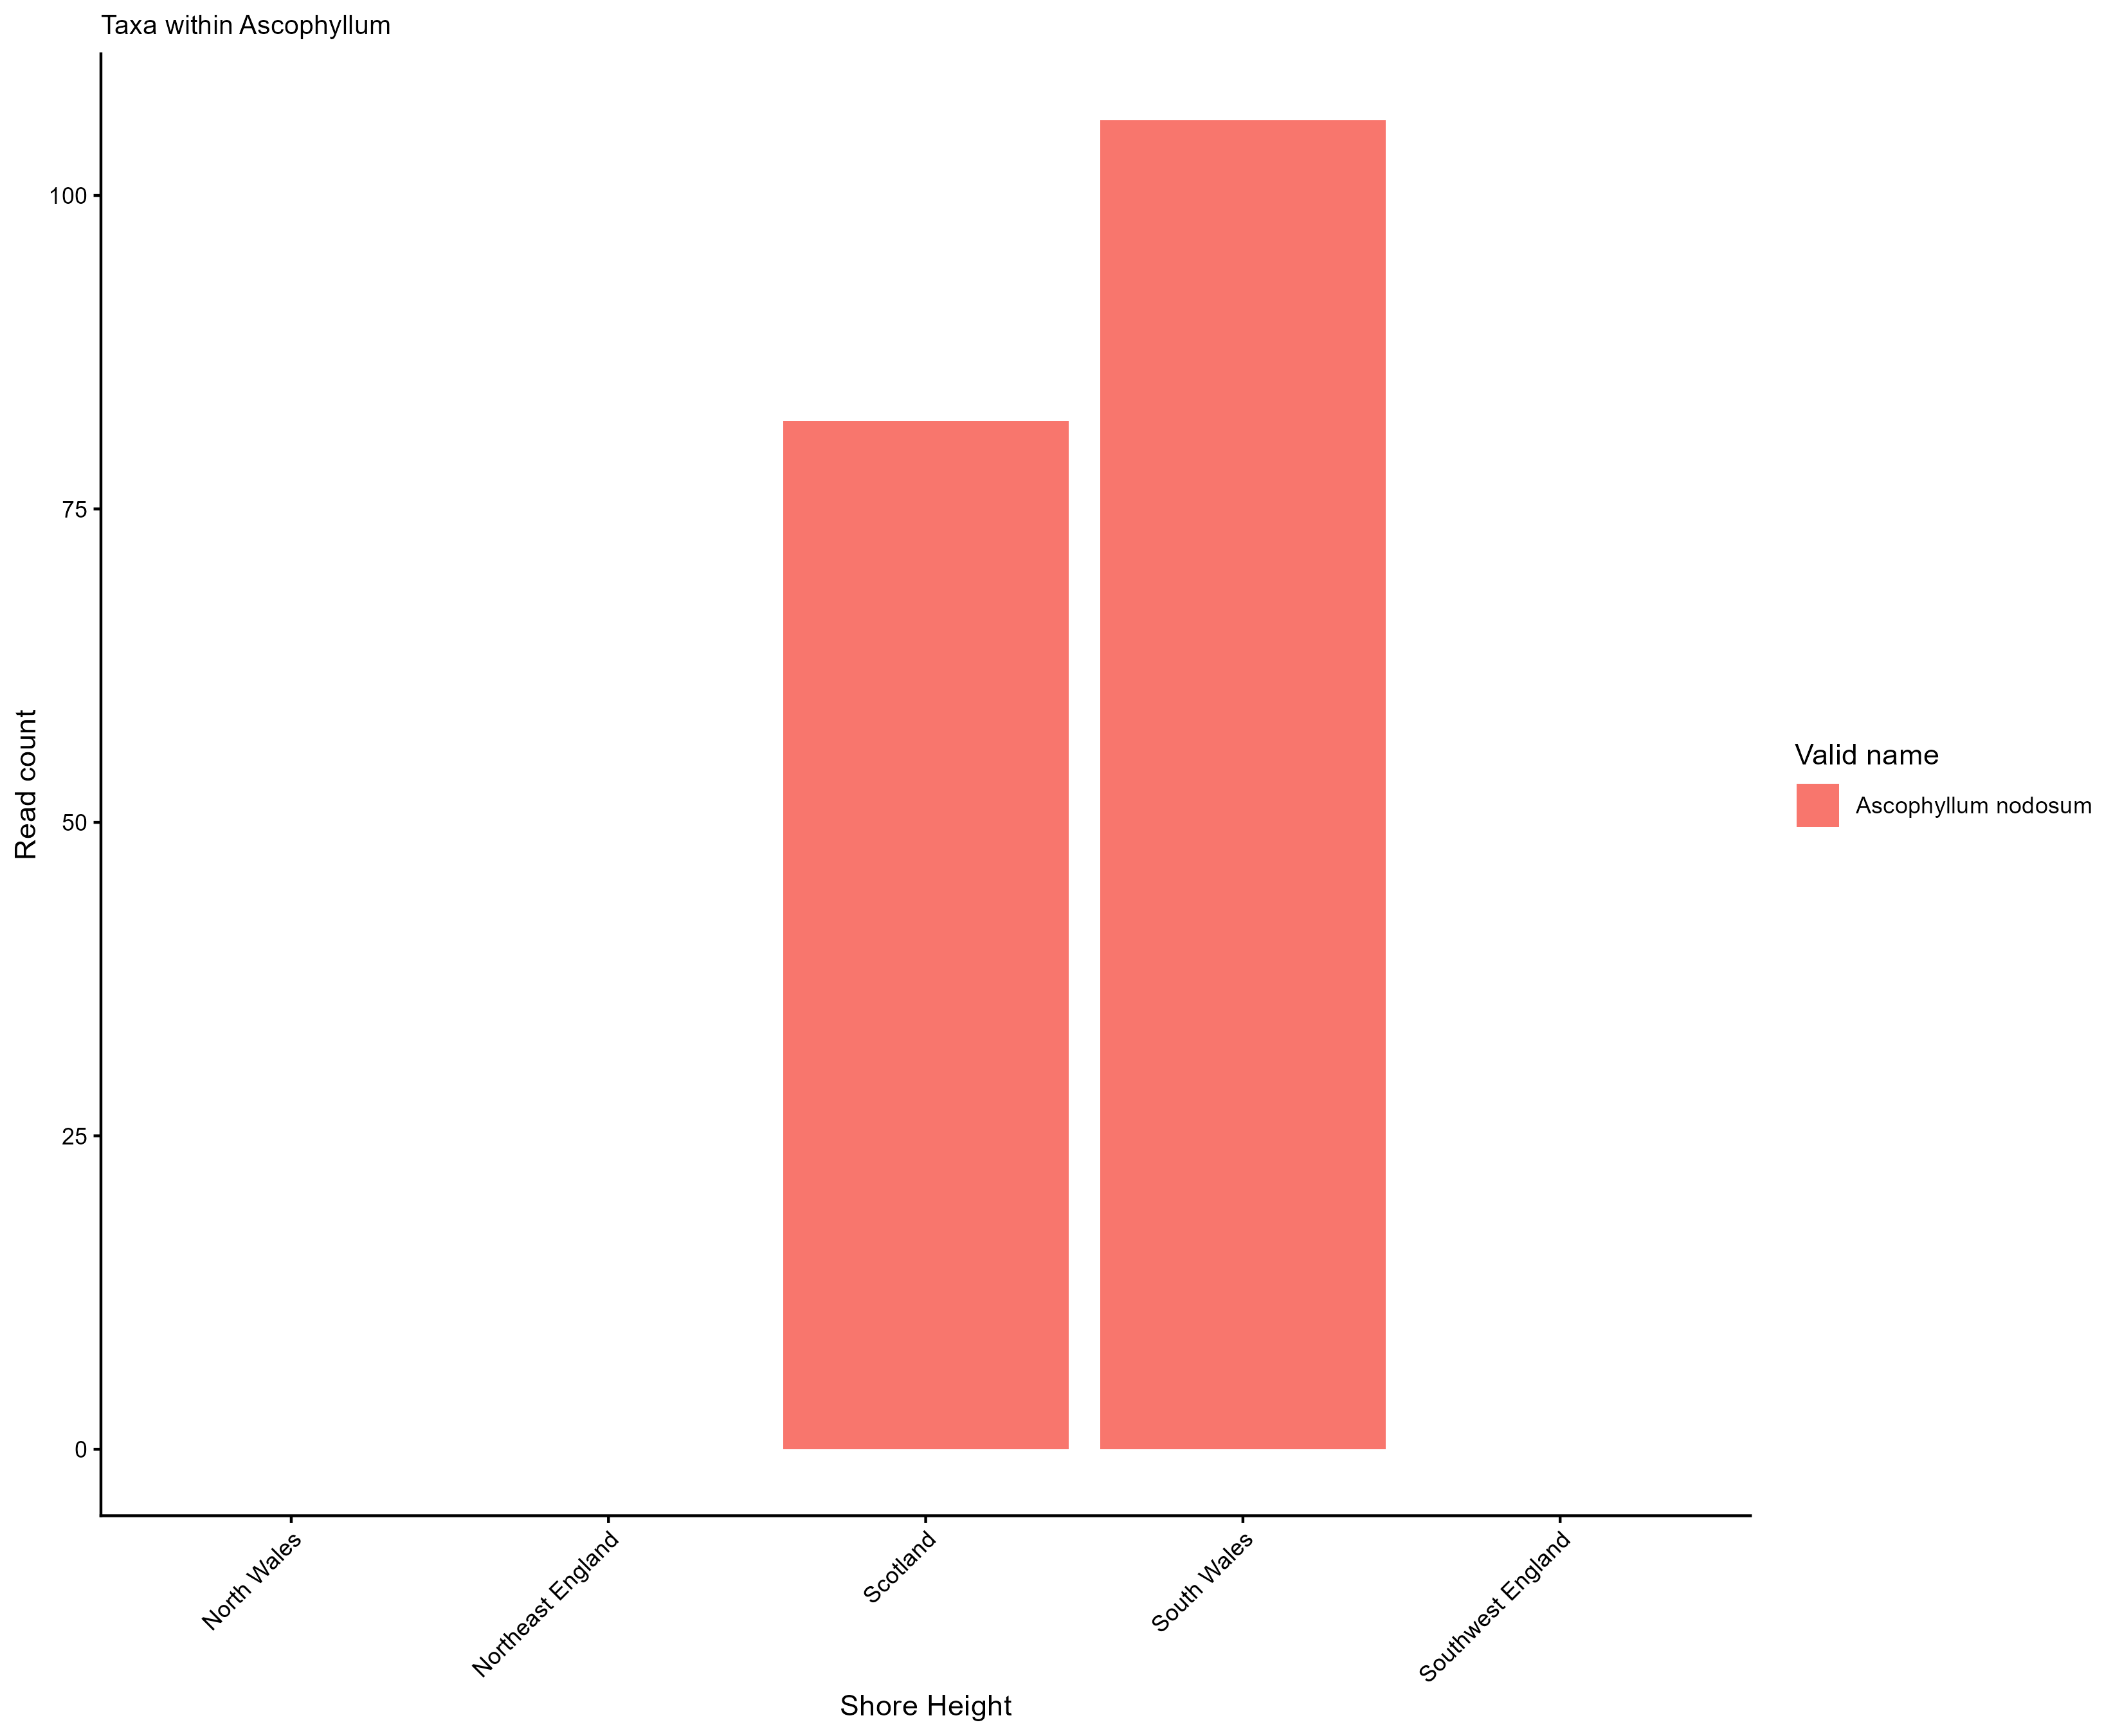 Taxa within Ascophyllum
100
75
50
25
0
Read count
North Wales
Northeast England
Scotland
South Wales
Southwest England
Shore Height
Valid name
Ascophyllum nodosum